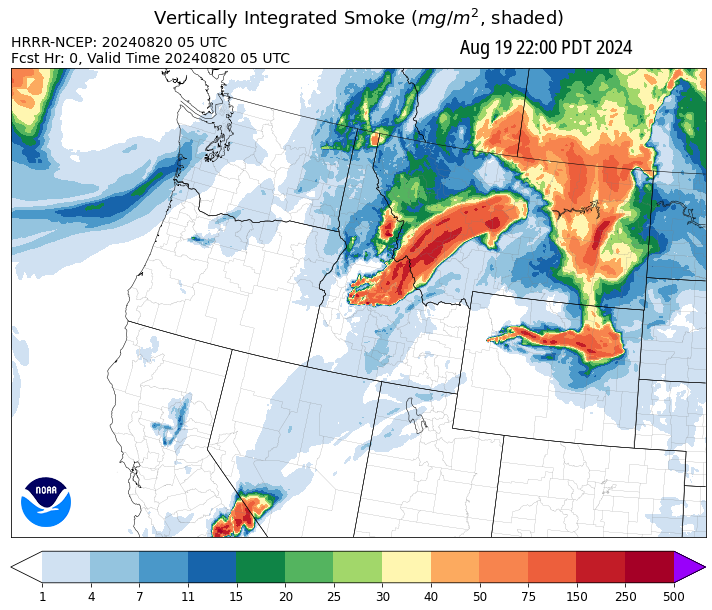 Vertically Integrated Smoke (mg/m², shaded)
HRRR-NCEP: 20240820 05 UTC
Aug 19 22:00 PDT 2024
Fcst Hr: 0, Valid Time 20240820 05 UTC
NOAA
1 4 7 11 15 20 25 30 40 50 75 150 250 500